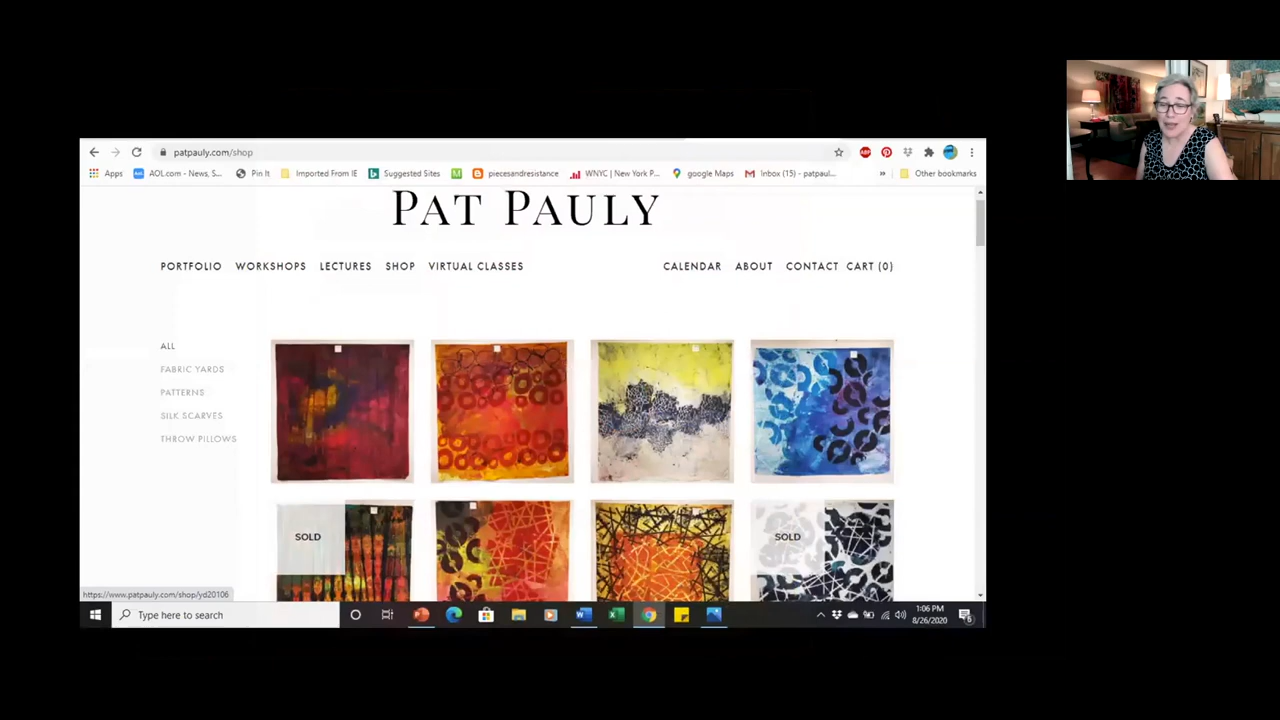 patpauly.com/shop
Apps AOL.com - News, S... Pin It Imported From IE Suggested Sites piecesandresistance WNYC | New York P... google Maps Inbox (15) - patpaul... » Other bookmarks
PAT PAULY
PORTFOLIO WORKSHOPS LECTURES SHOP VIRTUAL CLASSES CALENDAR ABOUT CONTACT CART (0)
ALL
FABRIC YARDS
PATTERNS
SILK SCARVES
THROW PILLOWS
SOLD SOLD
https://www.patpauly.com/shop/yd20106
Type here to search
1:06 PM
8/26/2020